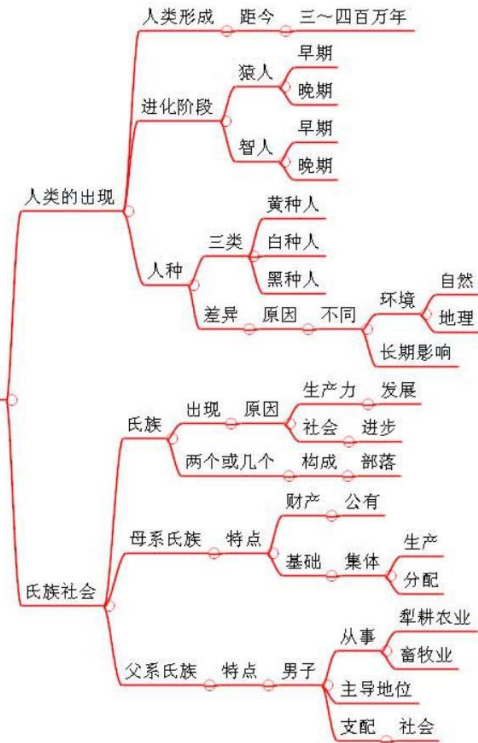 人类的出现
人类形成 距今 三～四百万年
进化阶段
猿人
早期
晚期
智人
早期
晚期
人种
三类
黄种人
白种人
黑种人
差异 原因 不同
环境
自然
地理
长期影响
氏族社会
氏族
出现 原因
生产力 发展
社会 进步
两个或几个 构成 部落
母系氏族 特点
财产 公有
基础 集体
生产
分配
父系氏族 特点 男子
从事
犁耕农业
畜牧业
主导地位
支配 社会